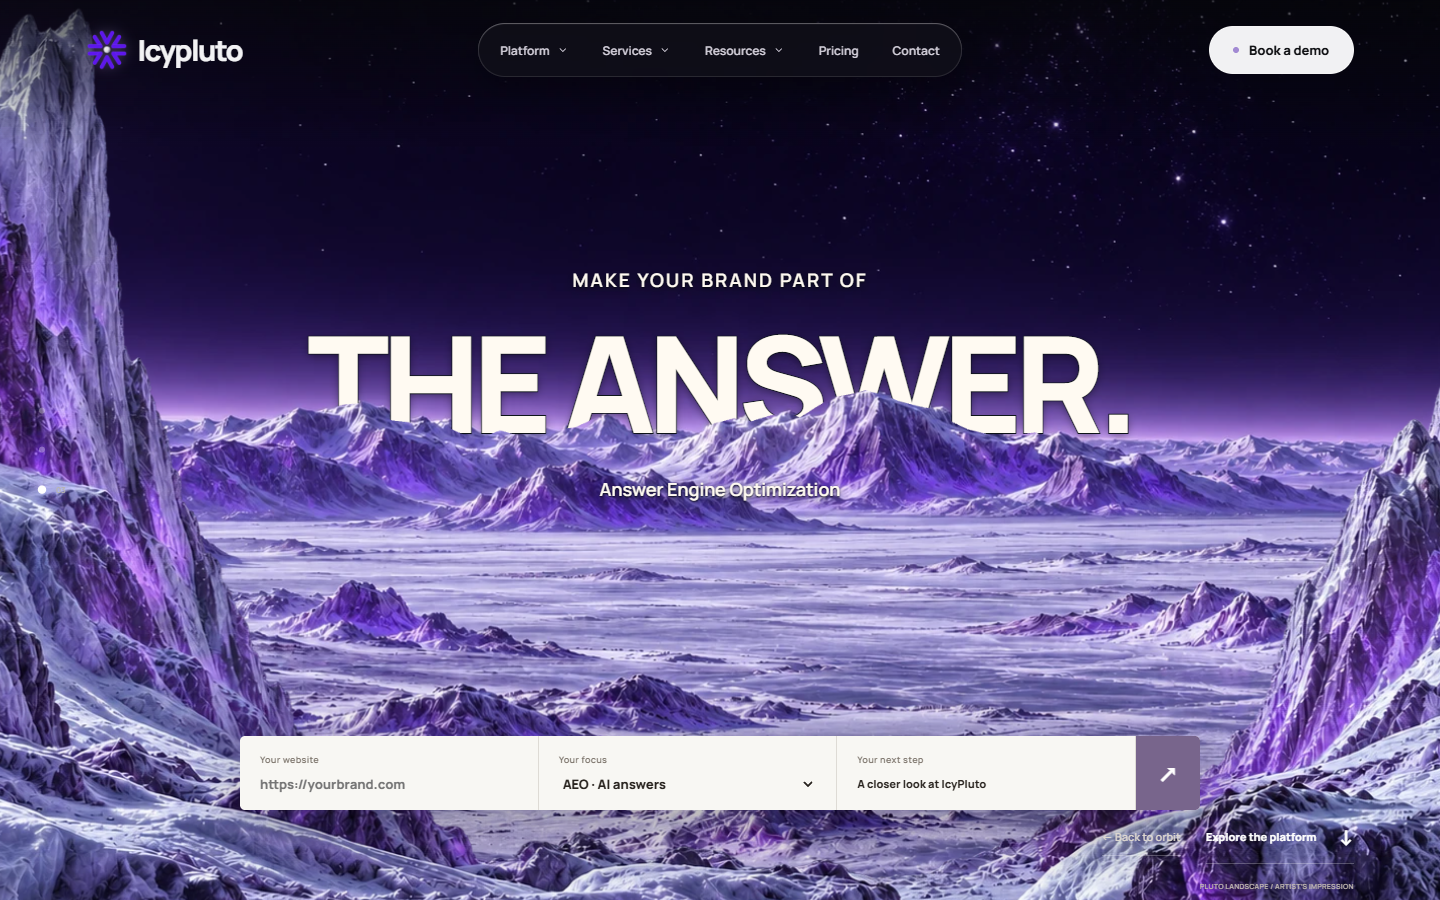 Icypluto
Platform
Services
Resources
Pricing
Contact
Book a demo
MAKE YOUR BRAND PART OF
THE ANSWER.
Answer Engine Optimization
Your website
https://yourbrand.com
Your focus
AEO · AI answers
Your next step
A closer look at IcyPluto
← Back to orbit
Explore the platform ↓
PLUTO LANDSCAPE / ARTIST'S IMPRESSION